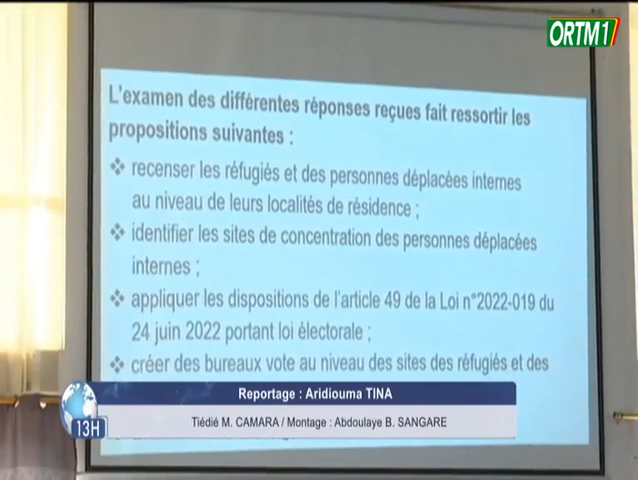 ORTM1
L'examen des différentes réponses reçues fait ressortir les
propositions suivantes :
❖ recenser les réfugiés et des personnes déplacées internes
au niveau de leurs localités de résidence ;
❖ identifier les sites de concentration des personnes déplacées
internes ;
❖ appliquer les dispositions de l'article 49 de la Loi n°2022-019 du
24 juin 2022 portant loi électorale ;
❖ créer des bureaux vote au niveau des sites des réfugiés et des
Reportage : Aridiouma TINA
Tiédié M. CAMARA / Montage : Abdoulaye B. SANGARE
13H